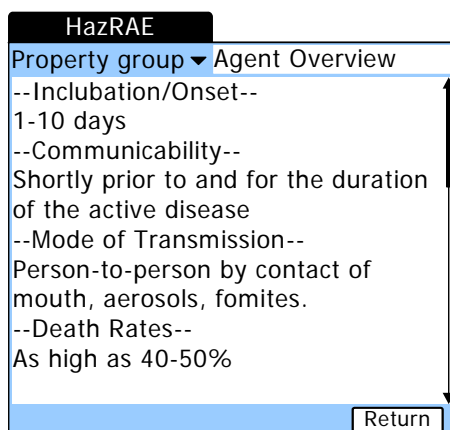 HazRAE
Property group Agent Overview
--Inclubation/Onset--
1-10 days
--Communicability--
Shortly prior to and for the duration
of the active disease
--Mode of Transmission--
Person-to-person by contact of
mouth, aerosols, fomites.
--Death Rates--
As high as 40-50%
Return